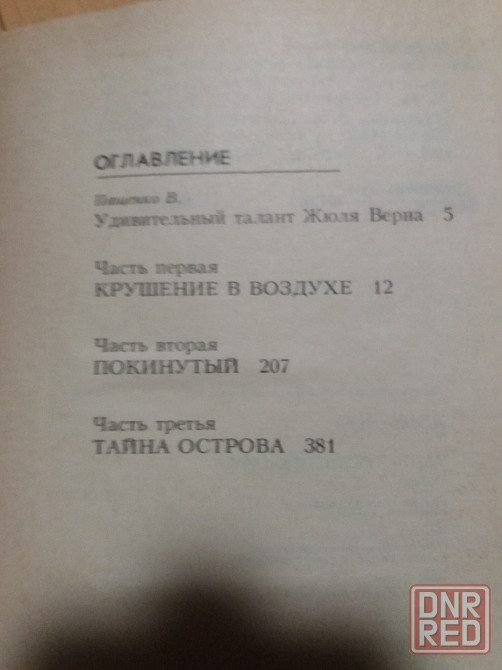 ОГЛАВЛЕНИЕ
В.
Удивительный талант Жюля Верна 5
Часть первая
КРУШЕНИЕ В ВОЗДУХЕ 12
Часть вторая
ПОКИНУТЫЙ 207
Часть третья
ТАЙНА ОСТРОВА 381
DNR
RED